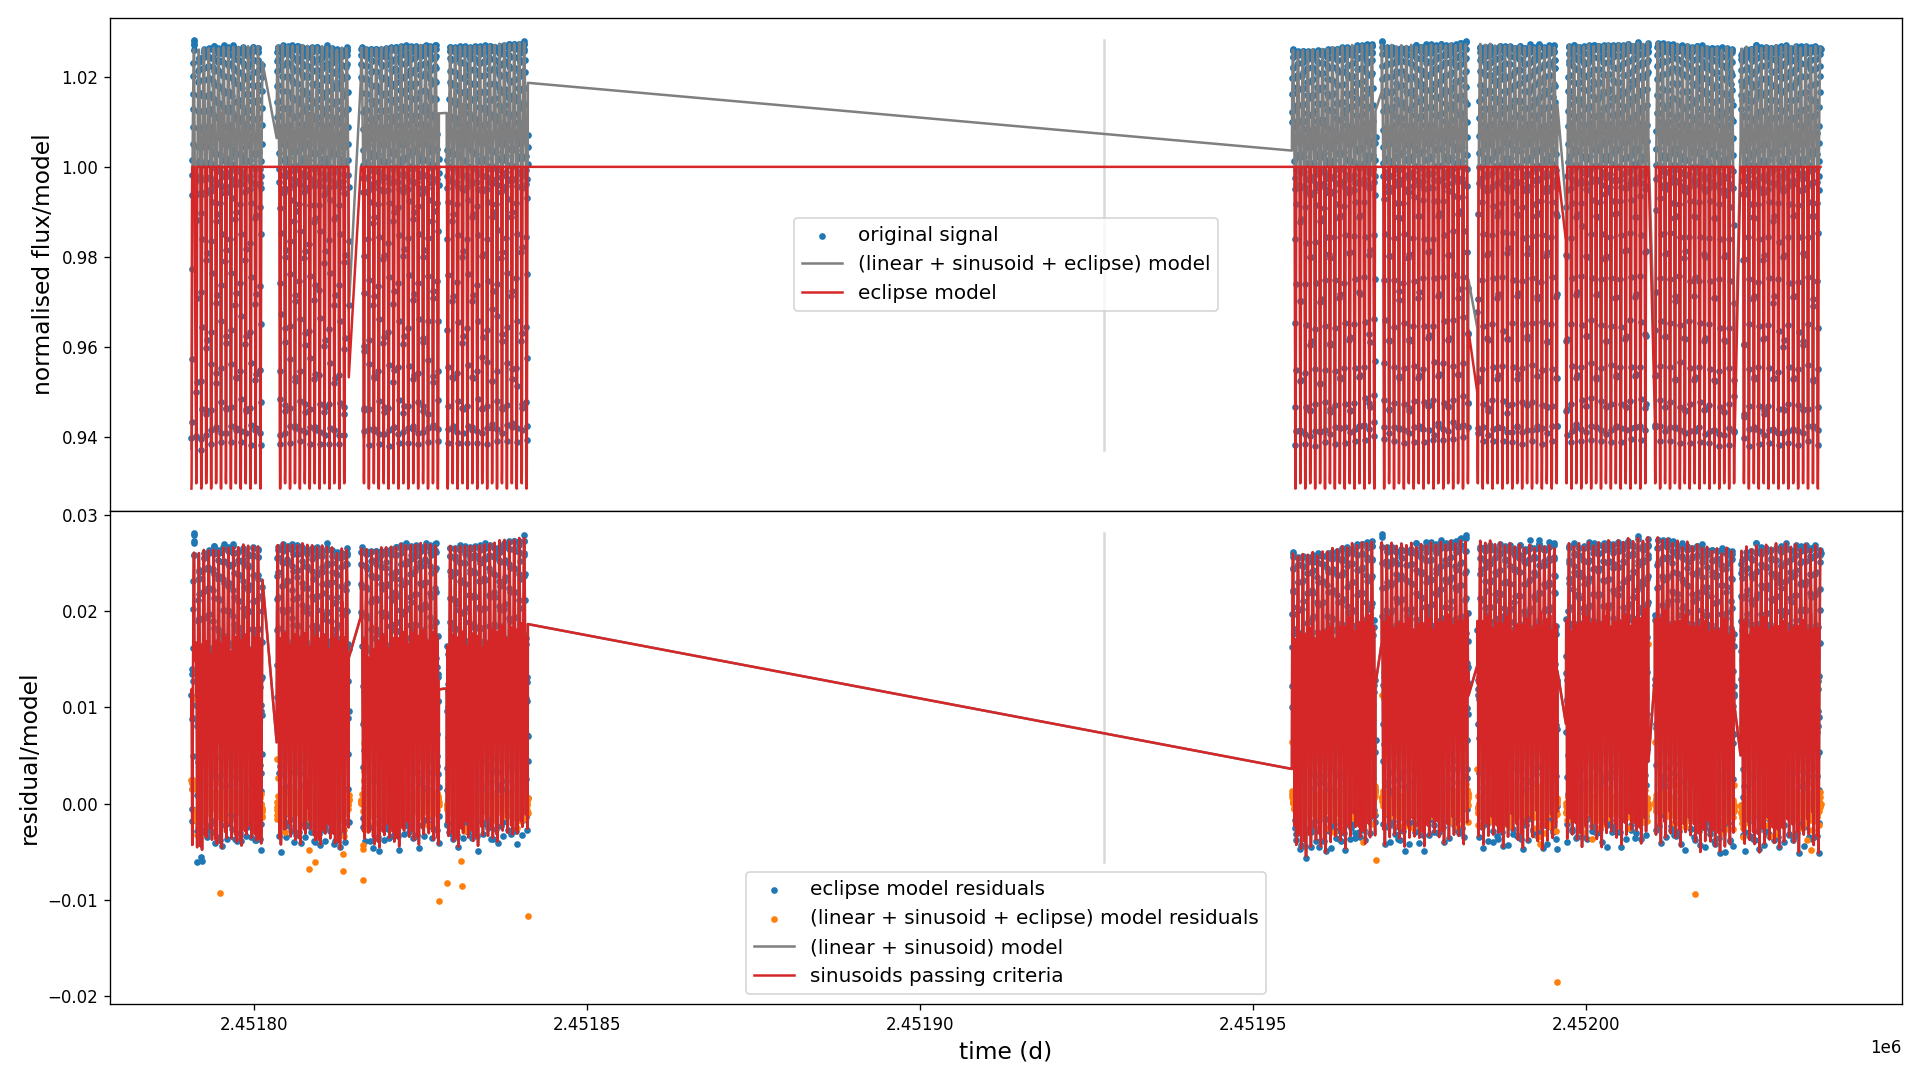 normalised flux/model
1.02
1.00
0.98
0.96
0.94
original signal
(linear + sinusoid + eclipse) model
eclipse model
residual/model
0.03
0.02
0.01
0.00
−0.01
−0.02
eclipse model residuals
(linear + sinusoid + eclipse) model residuals
(linear + sinusoid) model
sinusoids passing criteria
2.45180 2.45185 2.45190 2.45195 2.45200
1e6
time (d)